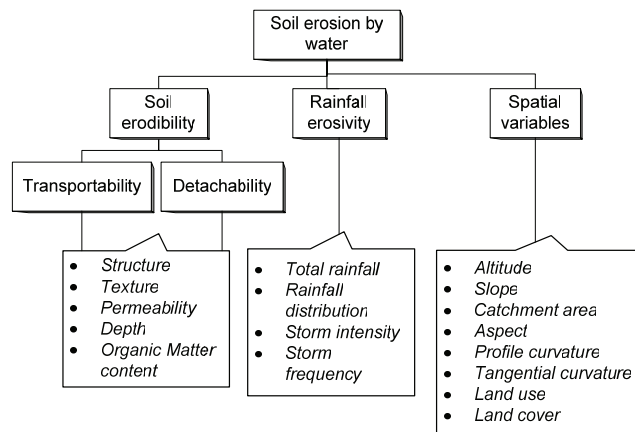 Soil erosion by
water
Soil
erodibility
Rainfall
erosivity
Spatial
variables
Transportability
Detachability
• Structure
• Texture
• Permeability
• Depth
• Organic Matter
content
• Total rainfall
• Rainfall
distribution
• Storm intensity
• Storm
frequency
• Altitude
• Slope
• Catchment area
• Aspect
• Profile curvature
• Tangential curvature
• Land use
• Land cover